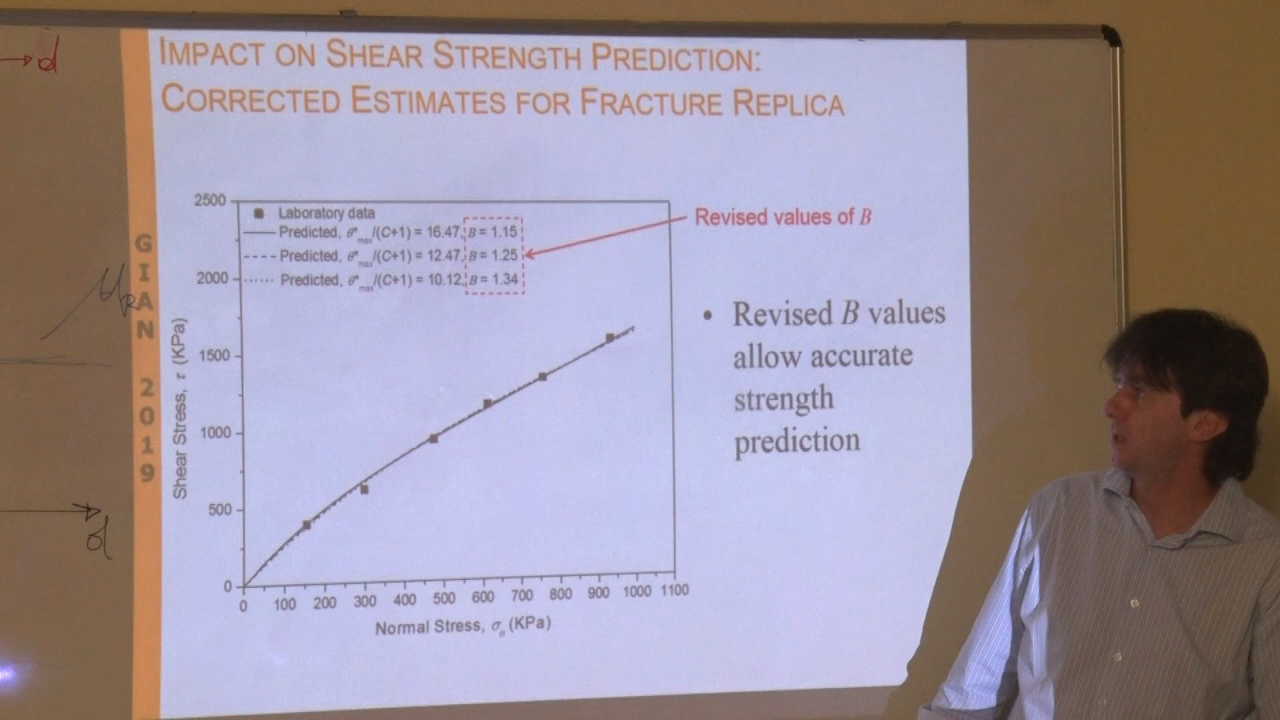 IMPACT ON SHEAR STRENGTH PREDICTION:
CORRECTED ESTIMATES FOR FRACTURE REPLICA
d
GIAN 2019
μR
d
2500
2000
1500
1000
500
0
Shear Stress, τ (KPa)
Laboratory data
Predicted, θ*max/(C+1) = 16.47, B = 1.15
Predicted, θ*max/(C+1) = 12.47, B = 1.25
Predicted, θ*max/(C+1) = 10.12, B = 1.34
0 100 200 300 400 500 600 700 800 900 1000 1100
Normal Stress, σn (KPa)
Revised values of B
• Revised B values
allow accurate
strength
prediction